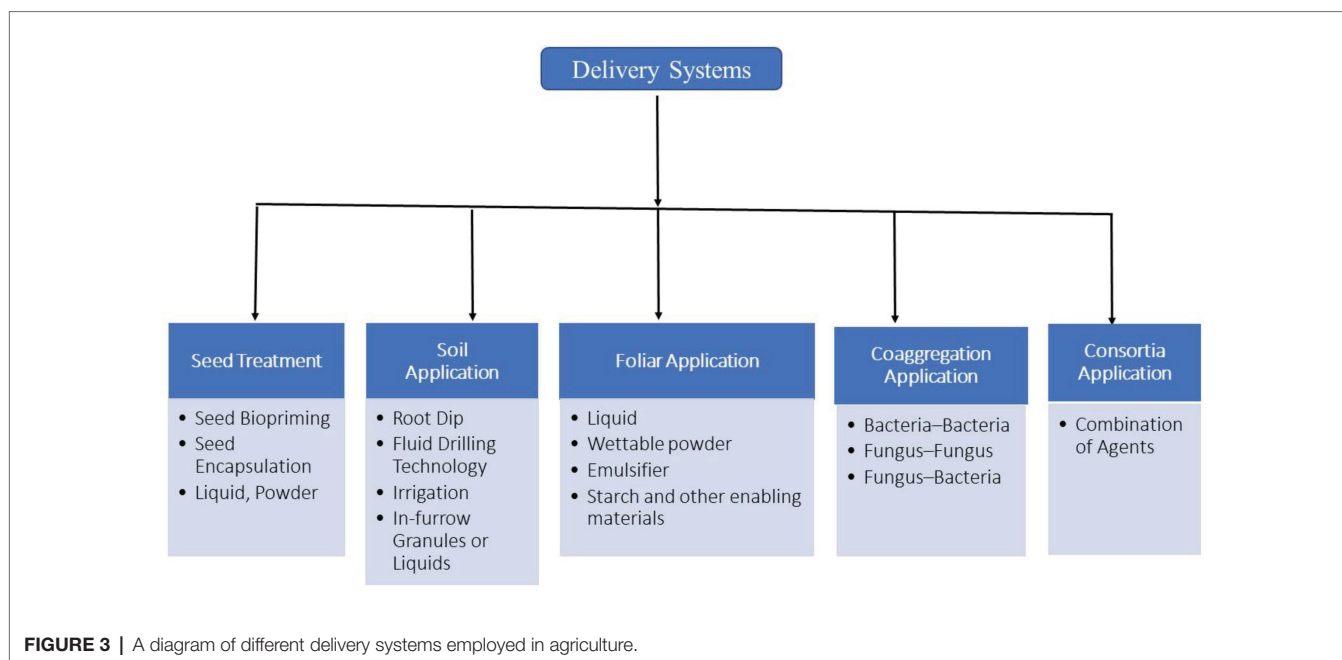 Delivery Systems
Seed Treatment
• Seed Biopriming
• Seed
Encapsulation
• Liquid, Powder
Soil
Application
• Root Dip
• Fluid Drilling
Technology
• Irrigation
• In-furrow
Granules or
Liquids
Foliar Application
• Liquid
• Wettable powder
• Emulsifier
• Starch and other enabling
materials
Coaggregation
Application
• Bacteria–Bacteria
• Fungus–Fungus
• Fungus–Bacteria
Consortia
Application
• Combination
of Agents
FIGURE 3 | A diagram of different delivery systems employed in agriculture.